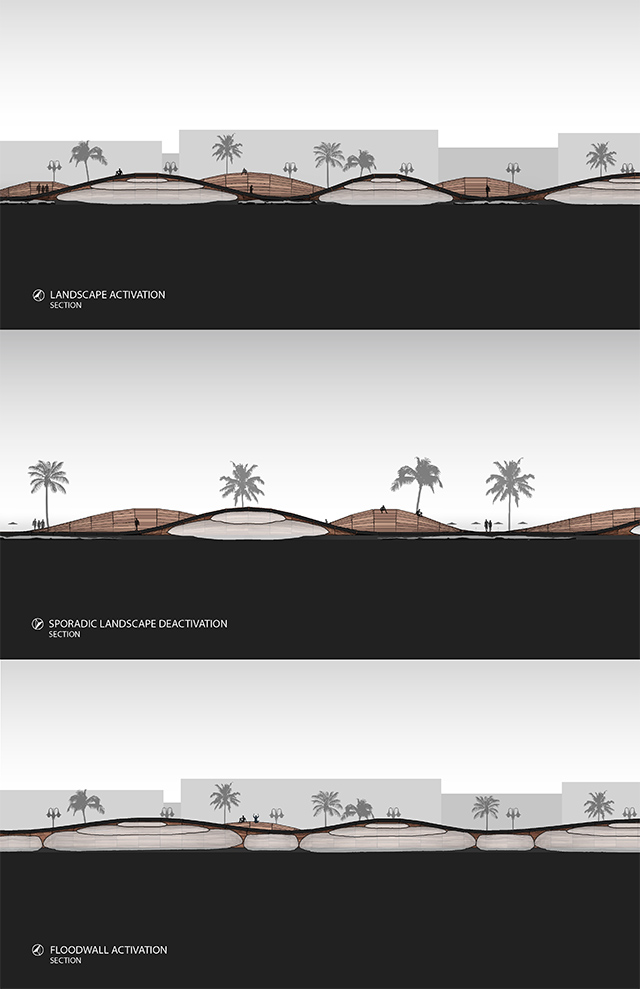 LANDSCAPE ACTIVATION
SECTION
SPORADIC LANDSCAPE DEACTIVATION
SECTION
FLOODWALL ACTIVATION
SECTION